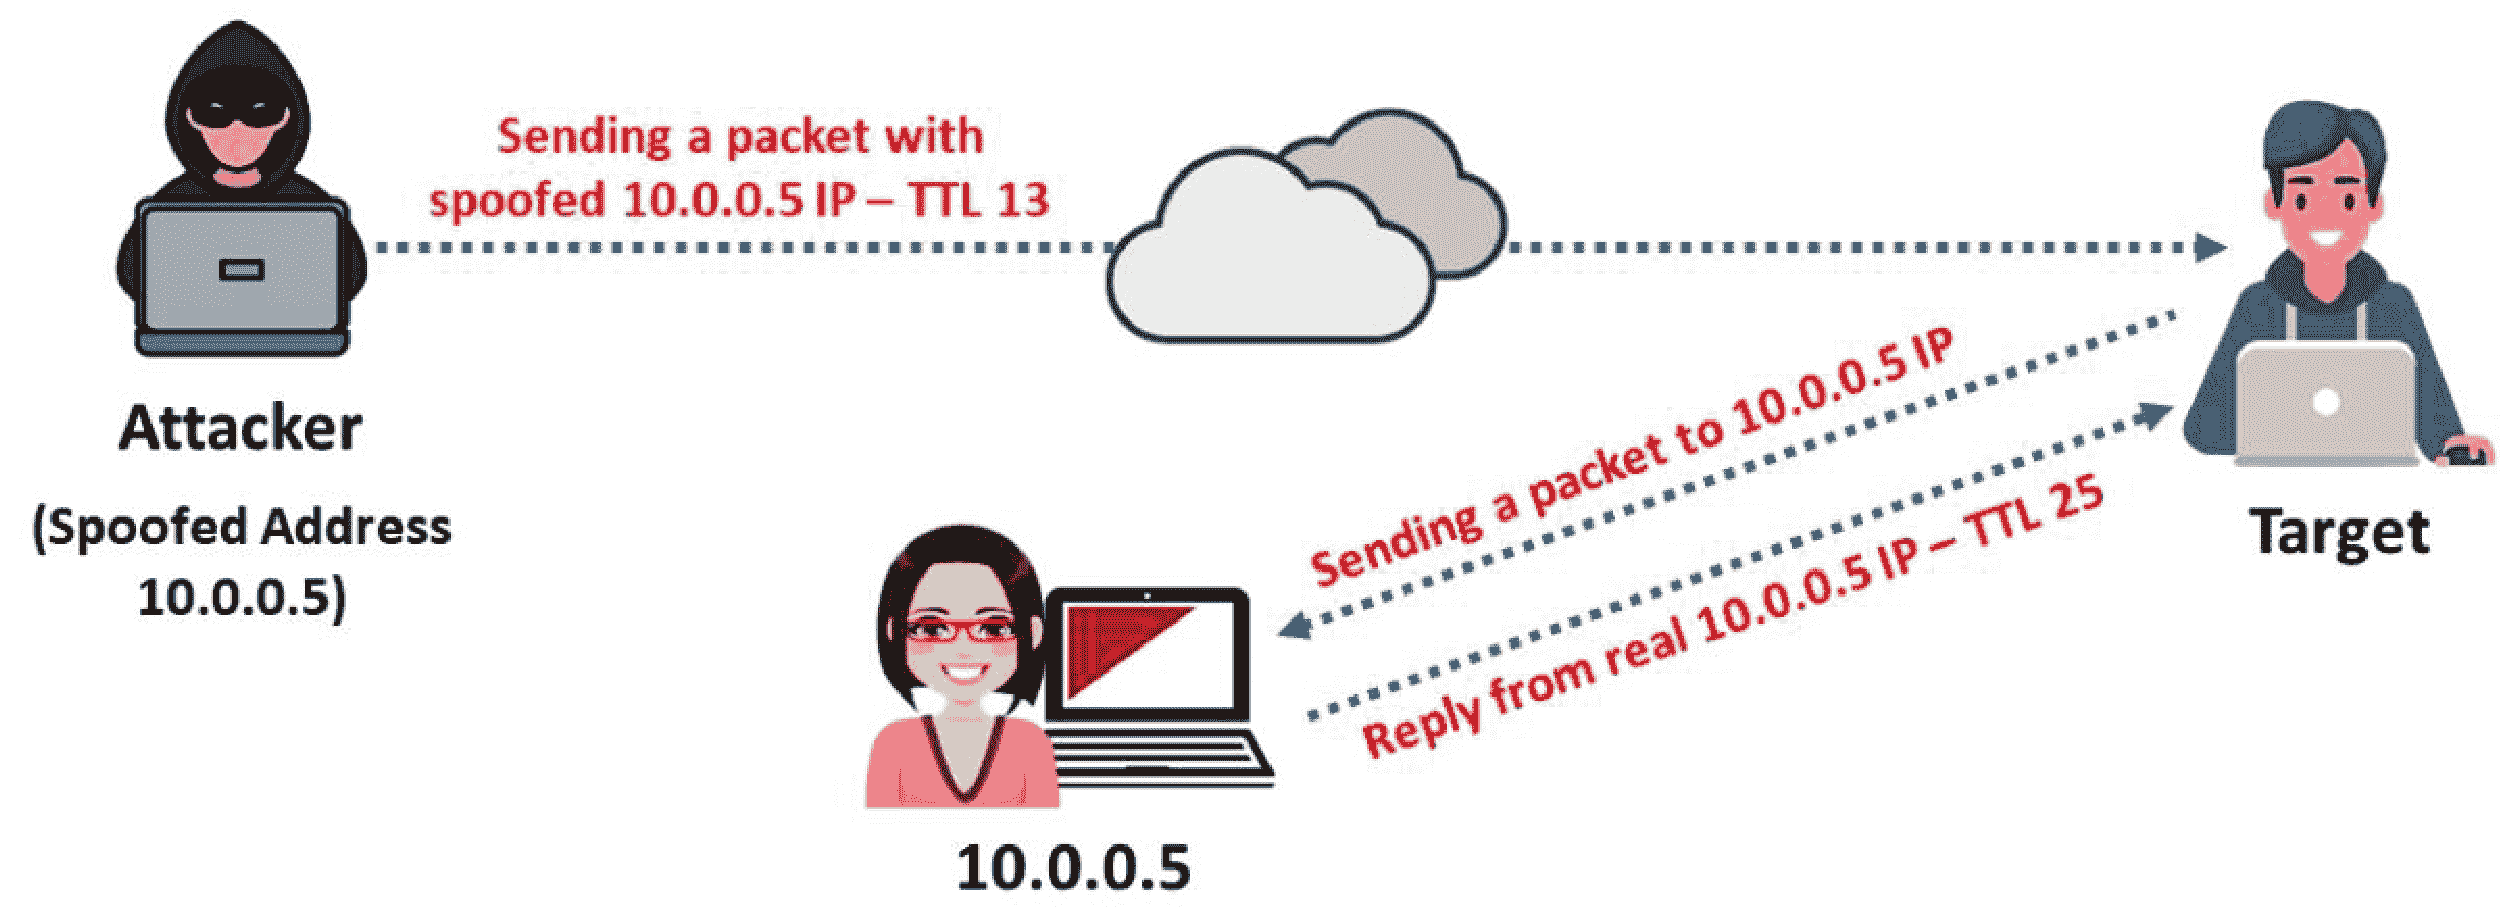 Sending a packet with
spoofed 10.0.0.5 IP – TTL 13
Attacker
(Spoofed Address
10.0.0.5)
Sending a packet to 10.0.0.5 IP
Reply from real 10.0.0.5 IP – TTL 25
Target
10.0.0.5